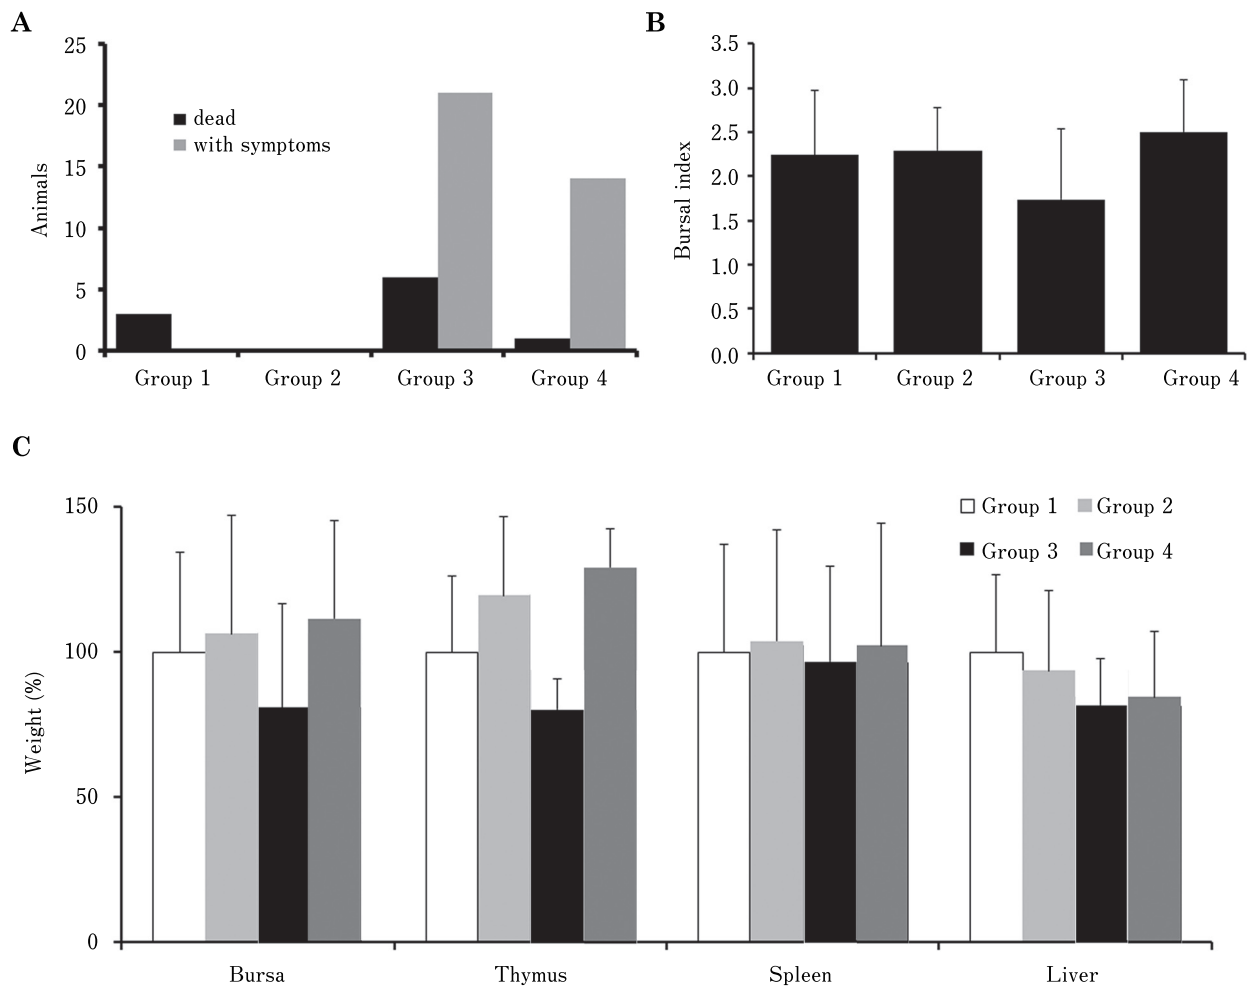 A
25
20
15
10
5
0
Animals
dead
with symptoms
Group 1 Group 2 Group 3 Group 4
B
3.5
3.0
2.5
2.0
1.5
1.0
0.5
0.0
Bursal index
Group 1 Group 2 Group 3 Group 4
C
150
100
50
0
Weight (%)
Group 1 Group 2
Group 3 Group 4
Bursa Thymus Spleen Liver